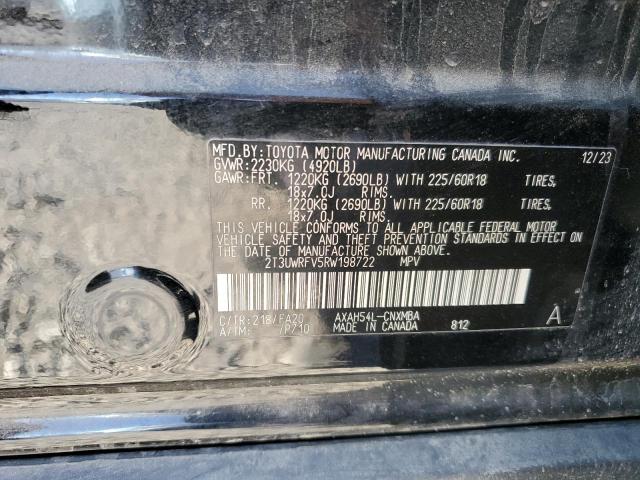 MFD.BY:TOYOTA MOTOR MANUFACTURING CANADA INC. 12/23
GVWR:2230KG (4920LB)
GAWR:FRT. 1220KG (2690LB) WITH 225/60R18 TIRES,
18x7.0J RIMS.
RR. 1220KG (2690LB) WITH 225/60R18 TIRES,
18x7.0J RIMS.
THIS VEHICLE CONFORMS TO ALL APPLICABLE FEDERAL MOTOR
VEHICLE SAFETY AND THEFT PREVENTION STANDARDS IN EFFECT ON
THE DATE OF MANUFACTURE SHOWN ABOVE.
2T3UWRFV5RW198722 MPV
C/TR:218/FA20 AXAH54L-CNXMBA A
A/TM: /P710 MADE IN CANADA 812